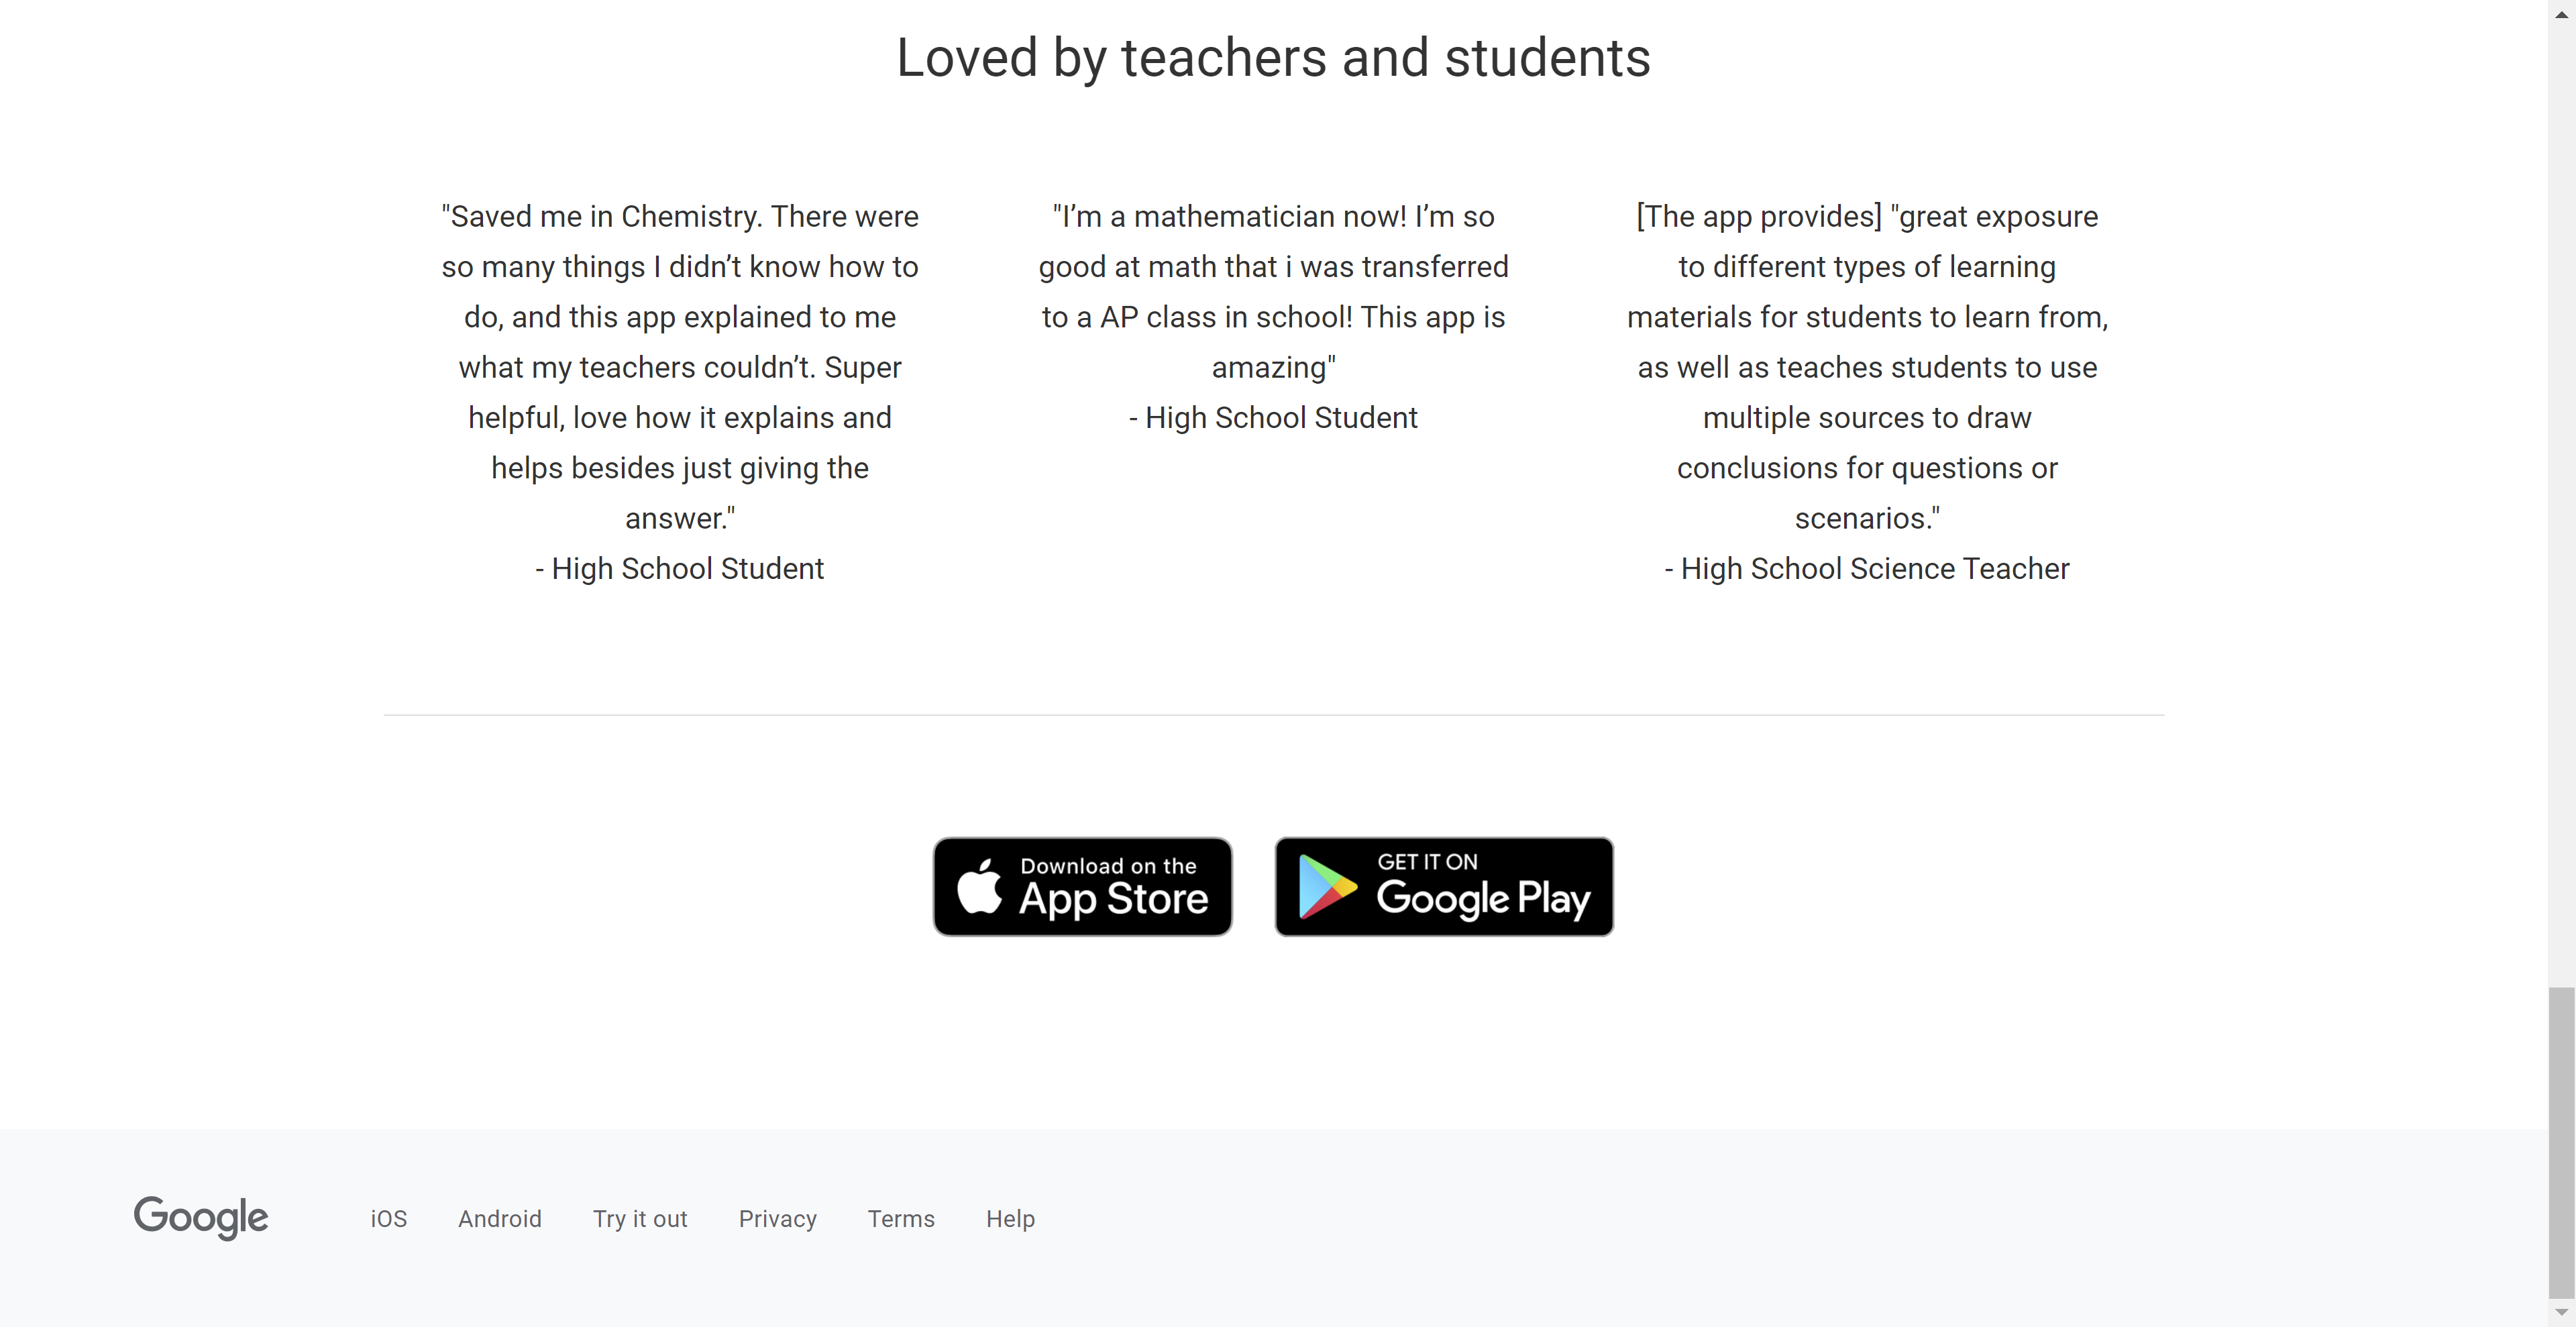 Loved by teachers and students
"Saved me in Chemistry. There were
so many things I didn’t know how to
do, and this app explained to me
what my teachers couldn’t. Super
helpful, love how it explains and
helps besides just giving the
answer."
- High School Student
"I’m a mathematician now! I’m so
good at math that i was transferred
to a AP class in school! This app is
amazing"
- High School Student
[The app provides] "great exposure
to different types of learning
materials for students to learn from,
as well as teaches students to use
multiple sources to draw
conclusions for questions or
scenarios."
- High School Science Teacher
Download on the
App Store
GET IT ON
Google Play
Google
iOS
Android
Try it out
Privacy
Terms
Help